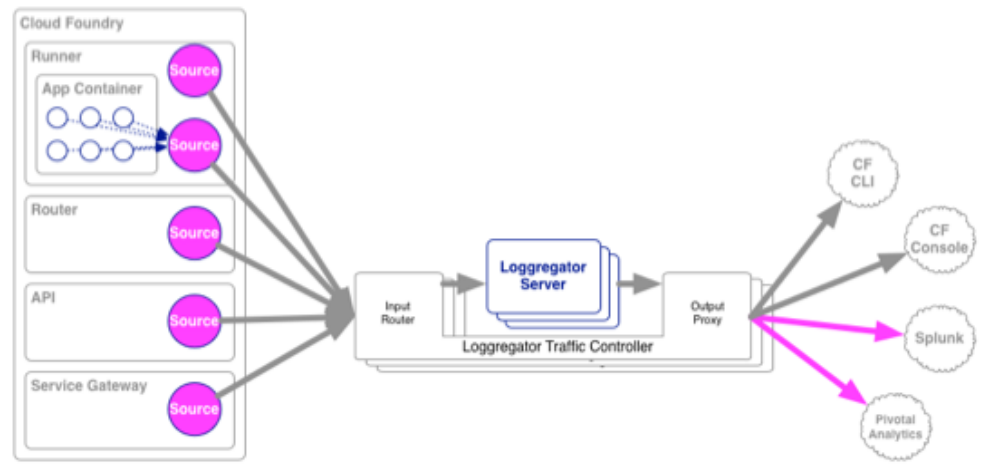 Cloud Foundry
Runner
Source
App Container
Source
Router
Source
API
Source
Service Gateway
Source
Input
Router
Loggregator
Server
Output
Proxy
Loggregator Traffic Controller
CF
CLI
CF
Console
Splunk
Pivotal
Analytics